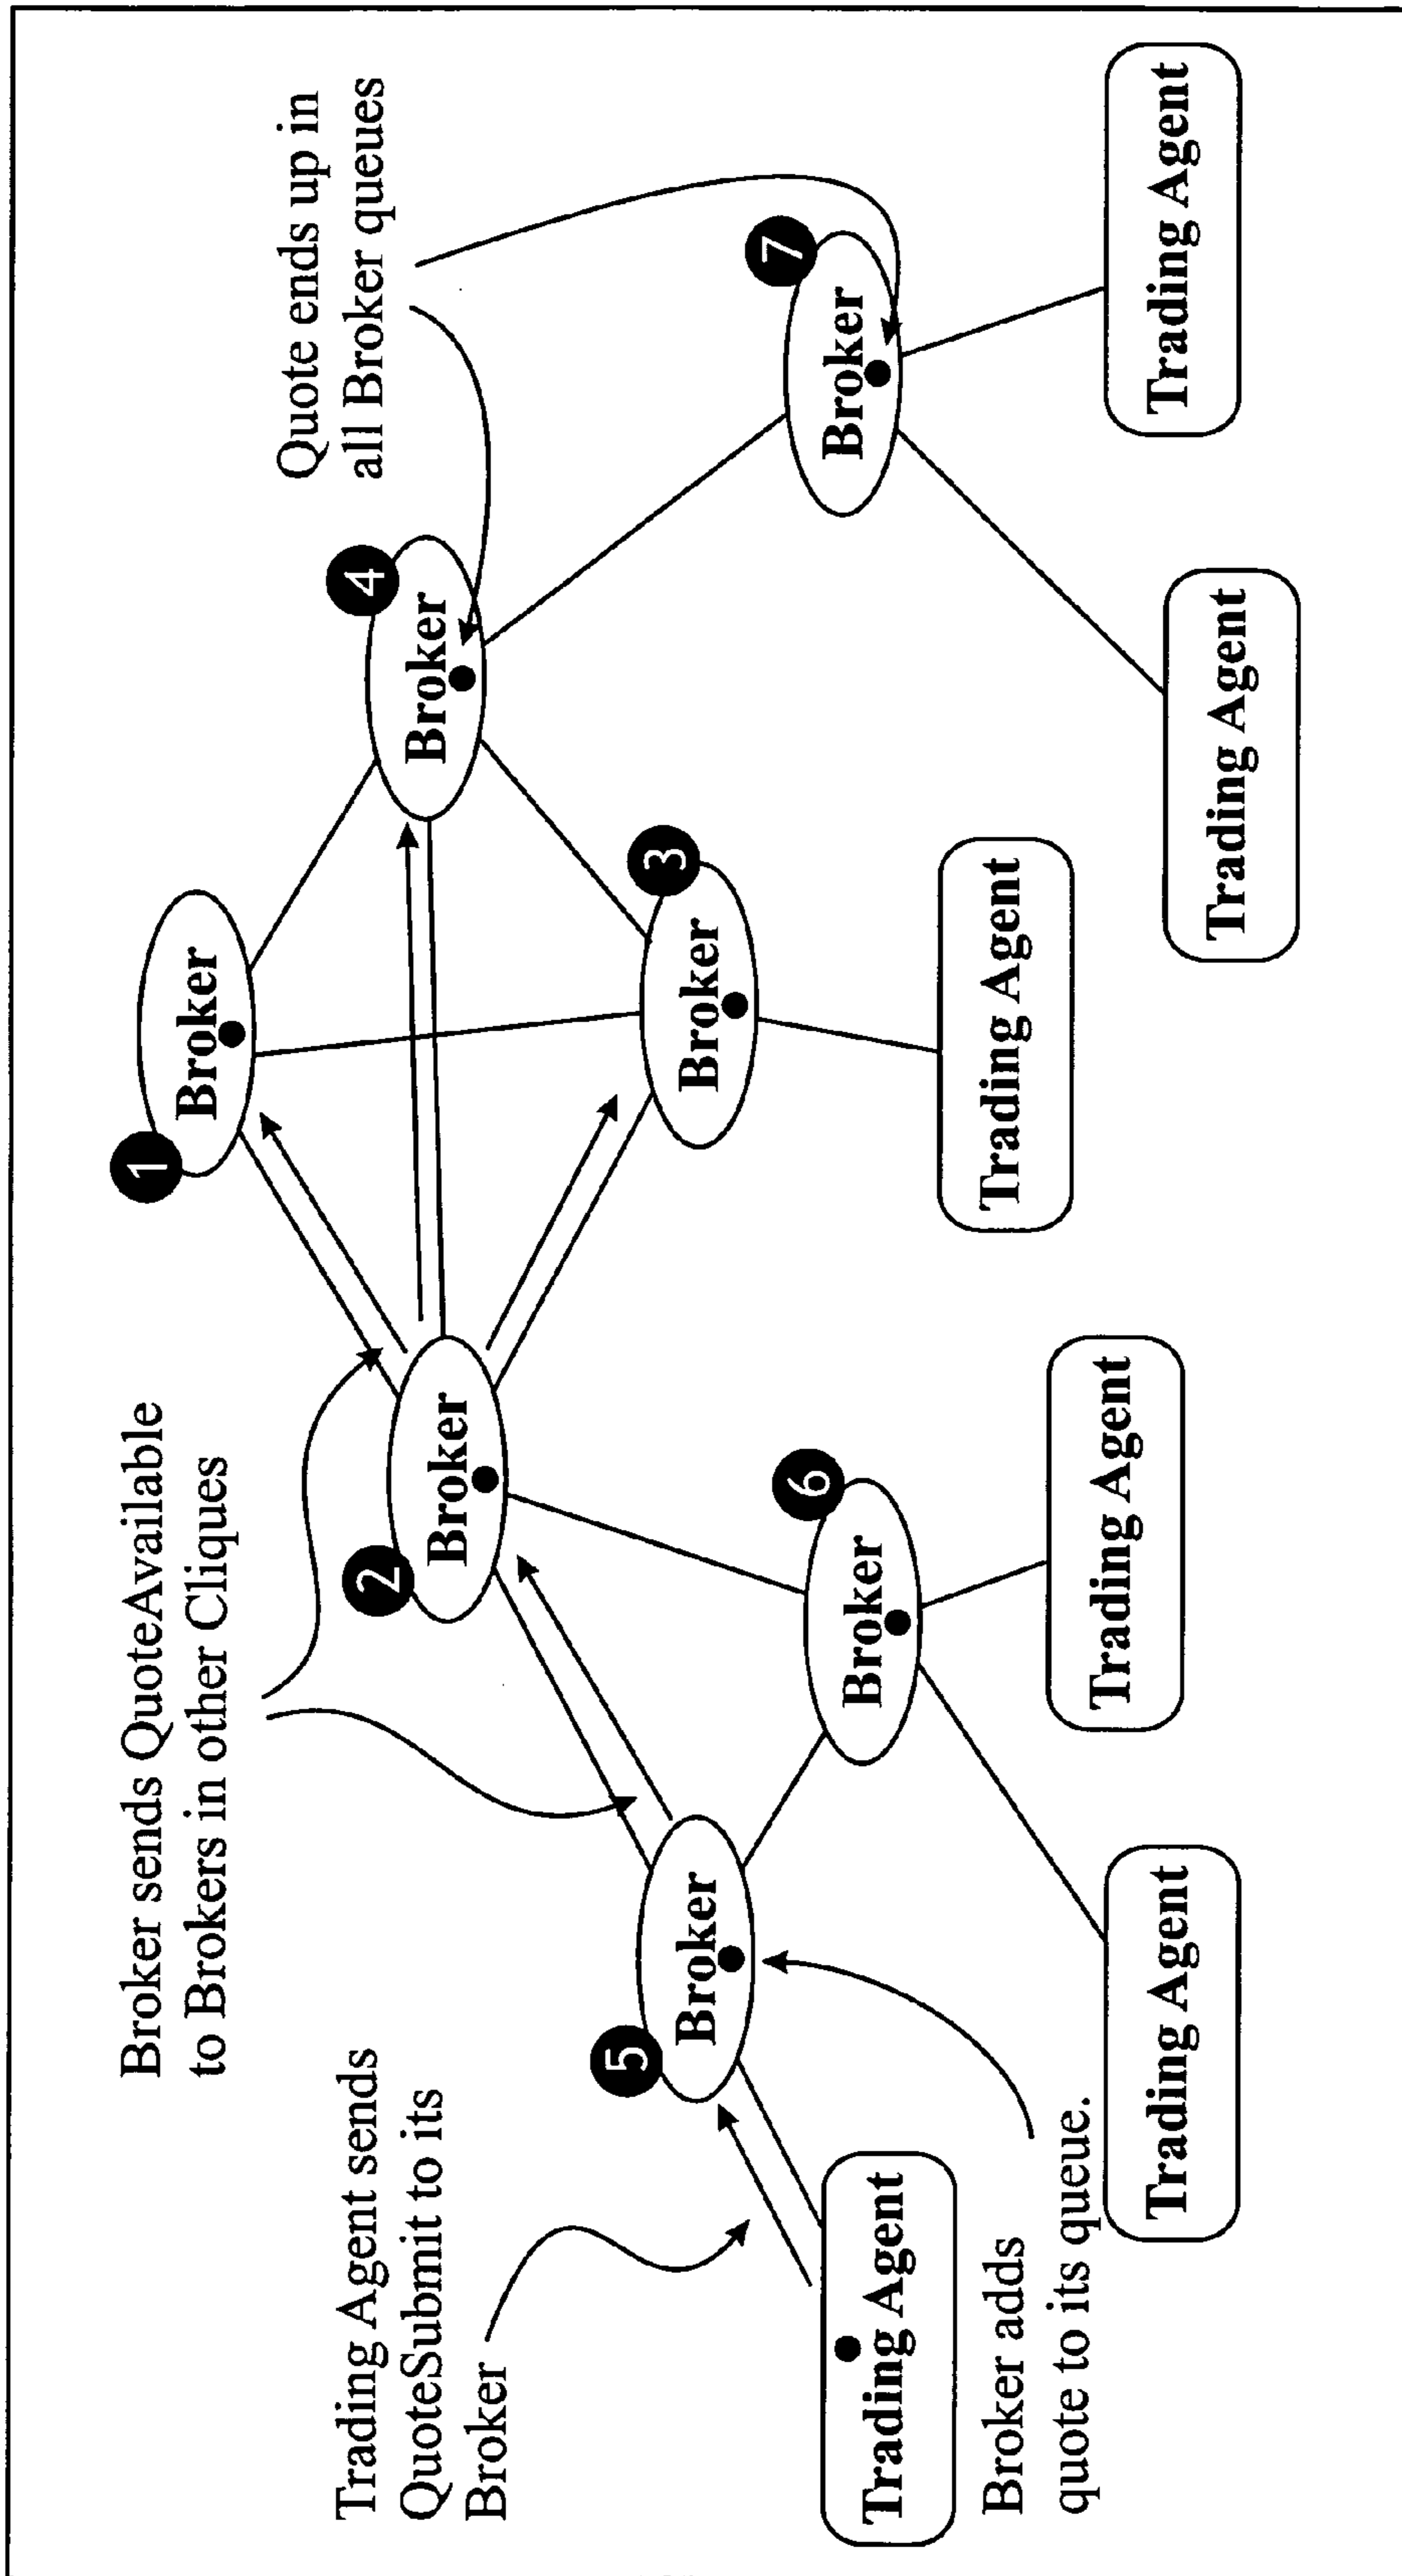 Broker sends QuoteAvailable
to Brokers in other Cliques
Quote ends up in
all Broker queues
Trading Agent sends
QuoteSubmit to its
Broker
1
Broker
2
Broker
4
Broker
5
Broker
3
Broker
6
Broker
7
Broker
Trading Agent
Broker adds
quote to its queue.
Trading Agent
Trading Agent
Trading Agent
Trading Agent
Trading Agent